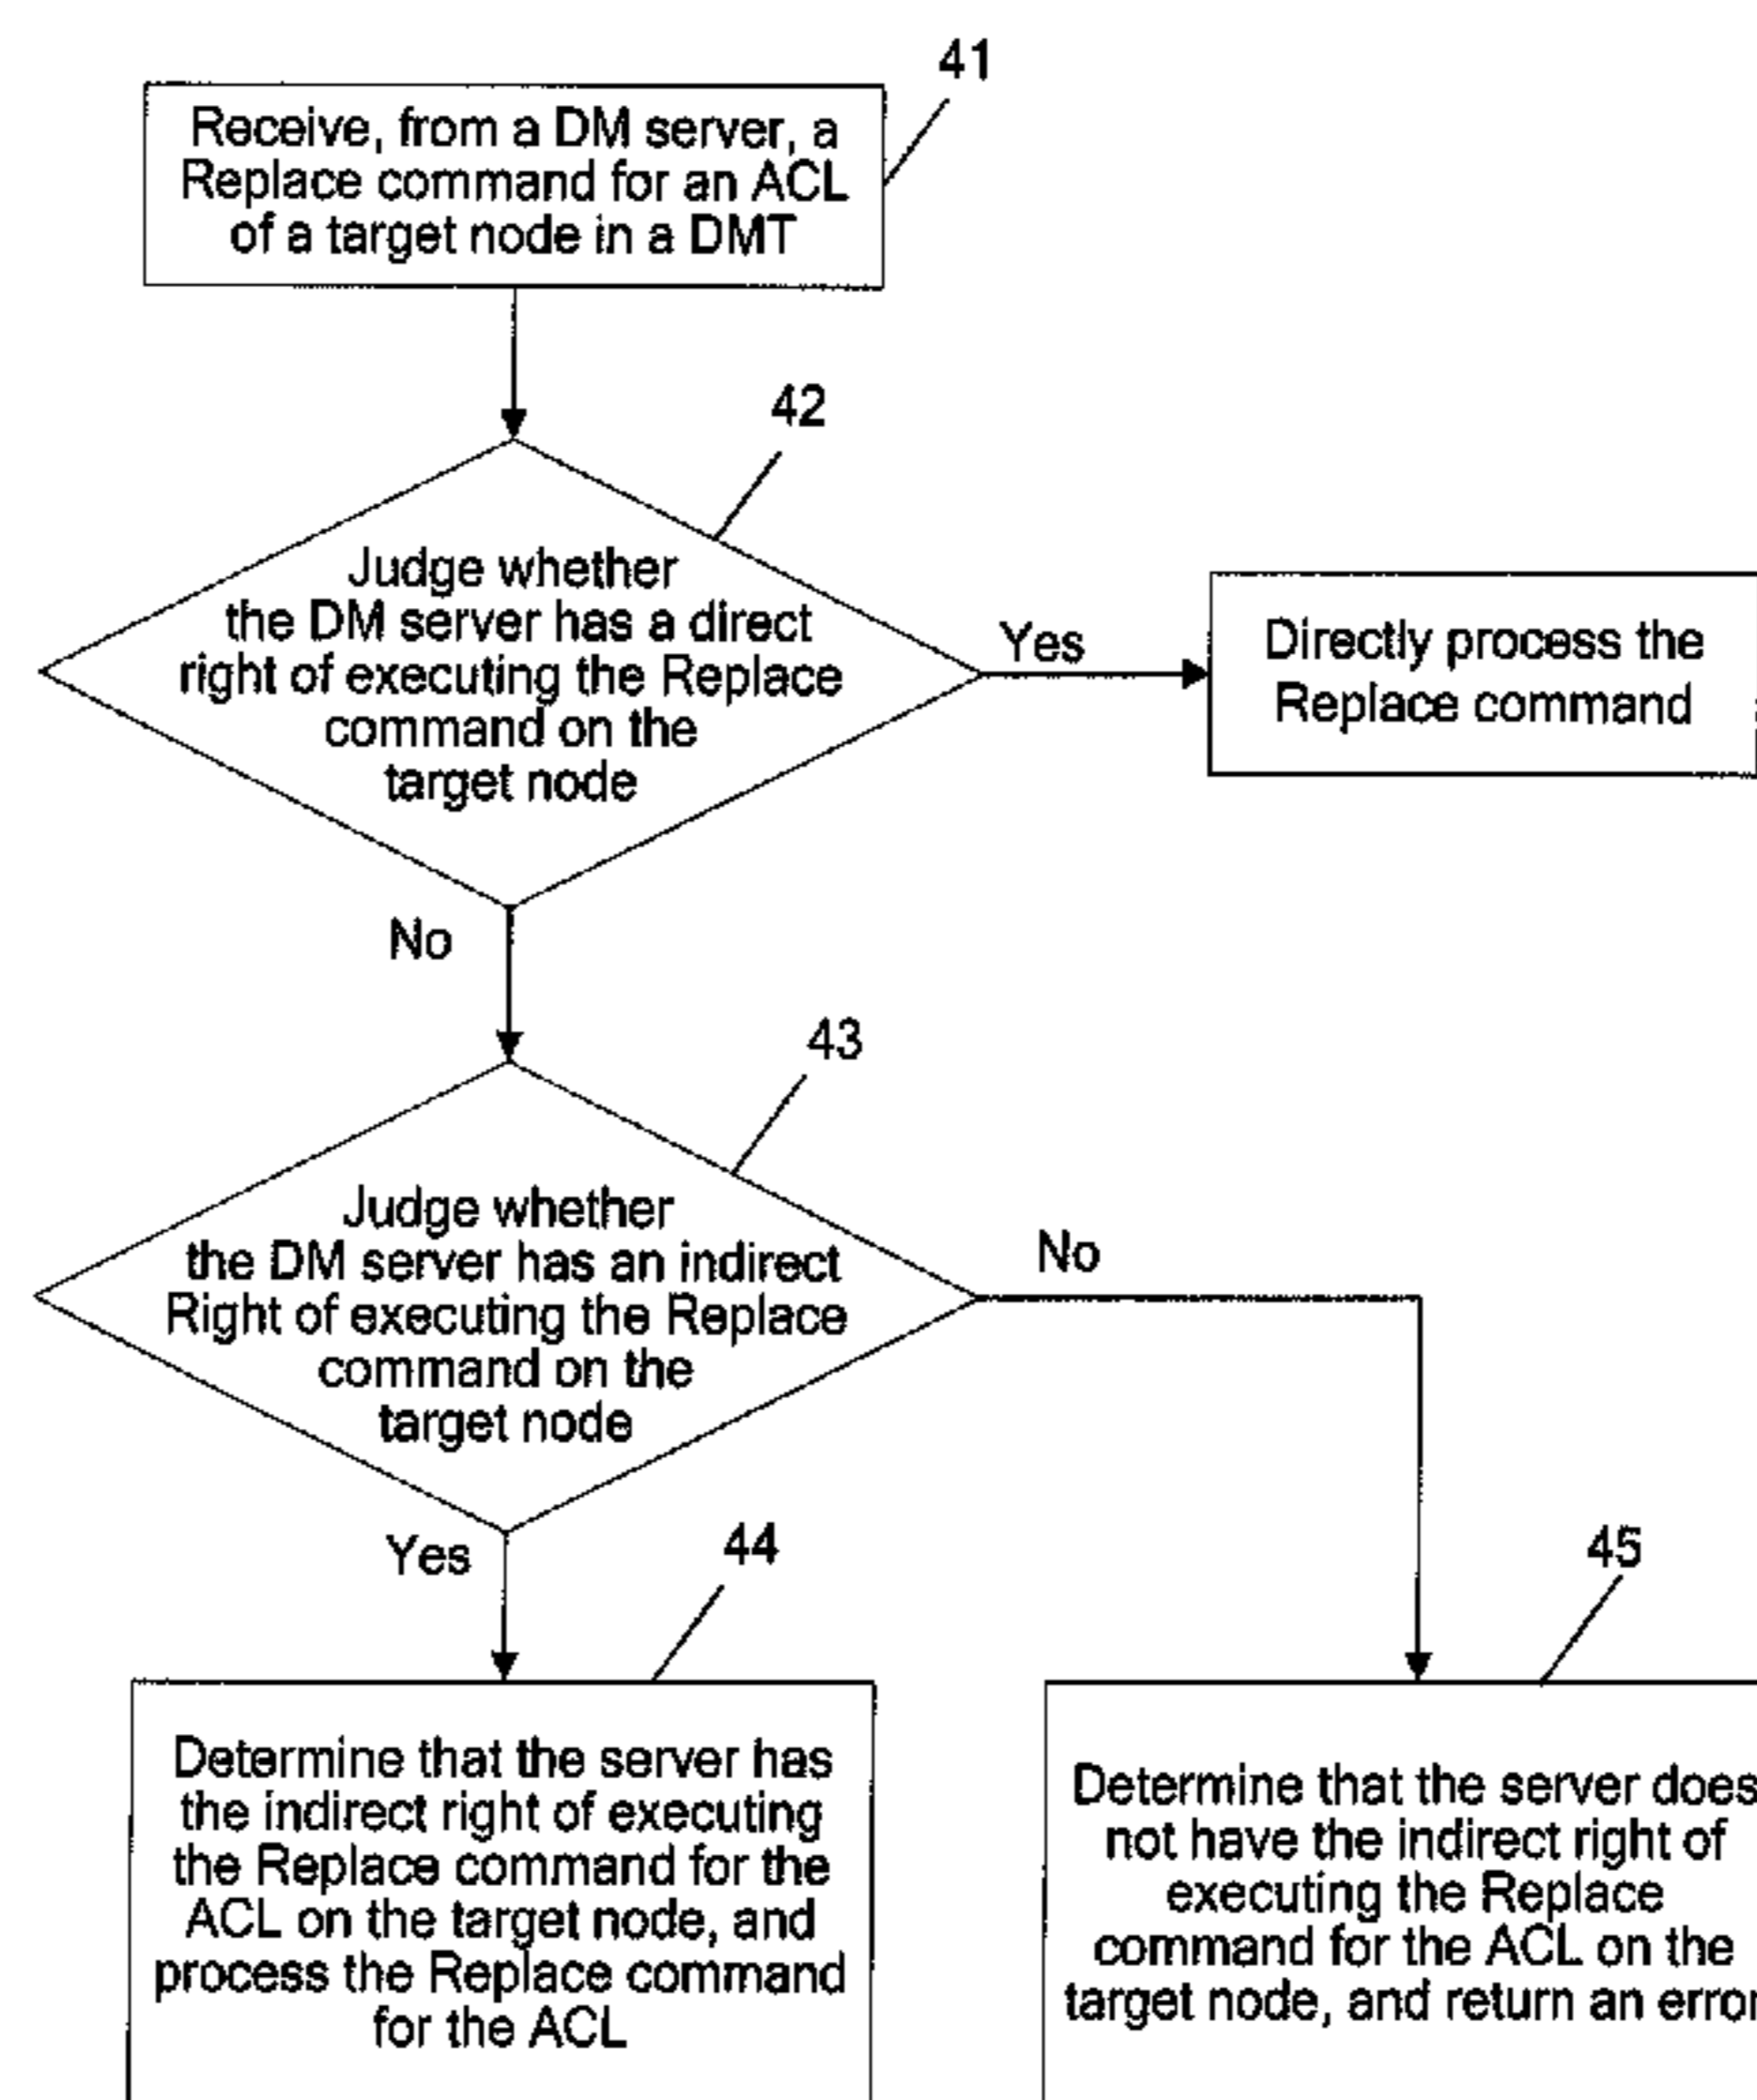 41
Receive, from a DM server, a
Replace command for an ACL
of a target node in a DMT
42
Judge whether
the DM server has a direct
right of executing the Replace
command on the
target node
Yes
Directly process the
Replace command
No
43
Judge whether
the DM server has an indirect
Right of executing the Replace
command on the
target node
No
Yes
44
45
Determine that the server has
the indirect right of executing
the Replace command for the
ACL on the target node, and
process the Replace command
for the ACL
Determine that the server does
not have the indirect right of
executing the Replace
command for the ACL on the
target node, and return an error